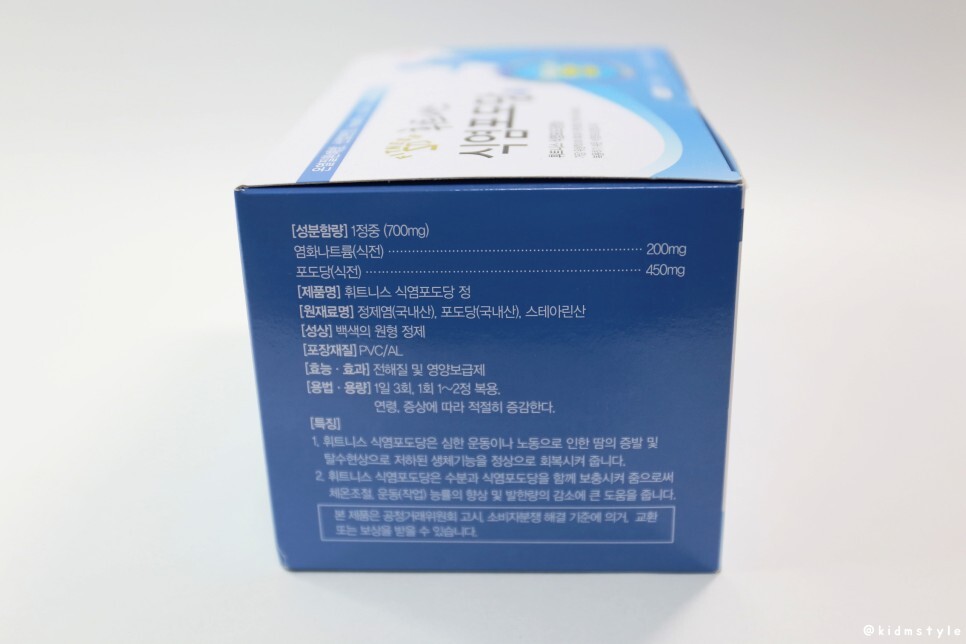 식염포도당
[성분함량] 1정중 (700mg)
염화나트륨(식전) 200mg
포도당(식전) 450mg
[제품명] 휘트니스 식염포도당 정
[원재료명] 정제염(국내산), 포도당(국내산), 스테아린산
[성상] 백색의 원형 정제
[포장재질] PVC/AL
[효능·효과] 전해질 및 영양보급제
[용법·용량] 1일 3회, 1회 1~2정 복용.
연령, 증상에 따라 적절히 증감한다.
[특징]
1. 휘트니스 식염포도당은 심한 운동이나 노동으로 인한 땀의 증발 및
탈수현상으로 저하된 생체기능을 정상으로 회복시켜 줍니다.
2. 휘트니스 식염포도당은 수분과 식염포도당을 함께 보충시켜 줌으로써
체온조절, 운동(작업) 능률의 향상 및 발한량의 감소에 큰 도움을 줍니다.
본 제품은 공정거래위원회 고시, 소비자분쟁 해결 기준에 의거, 교환
또는 보상을 받을 수 있습니다.
@kidmstyle